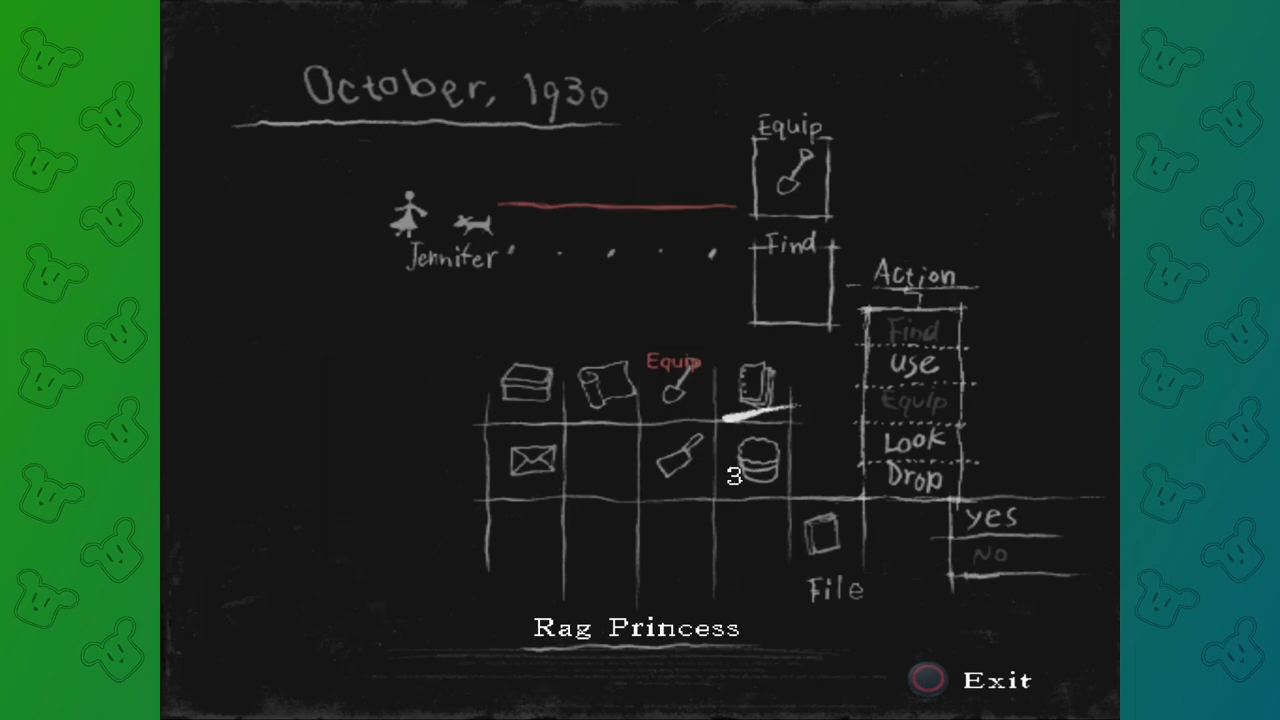 October, 1930
Equip
Jennifer
Find
Action
Find
Use
Equip
Equip
Look
3
Drop
yes
No
File
Rag Princess
Exit